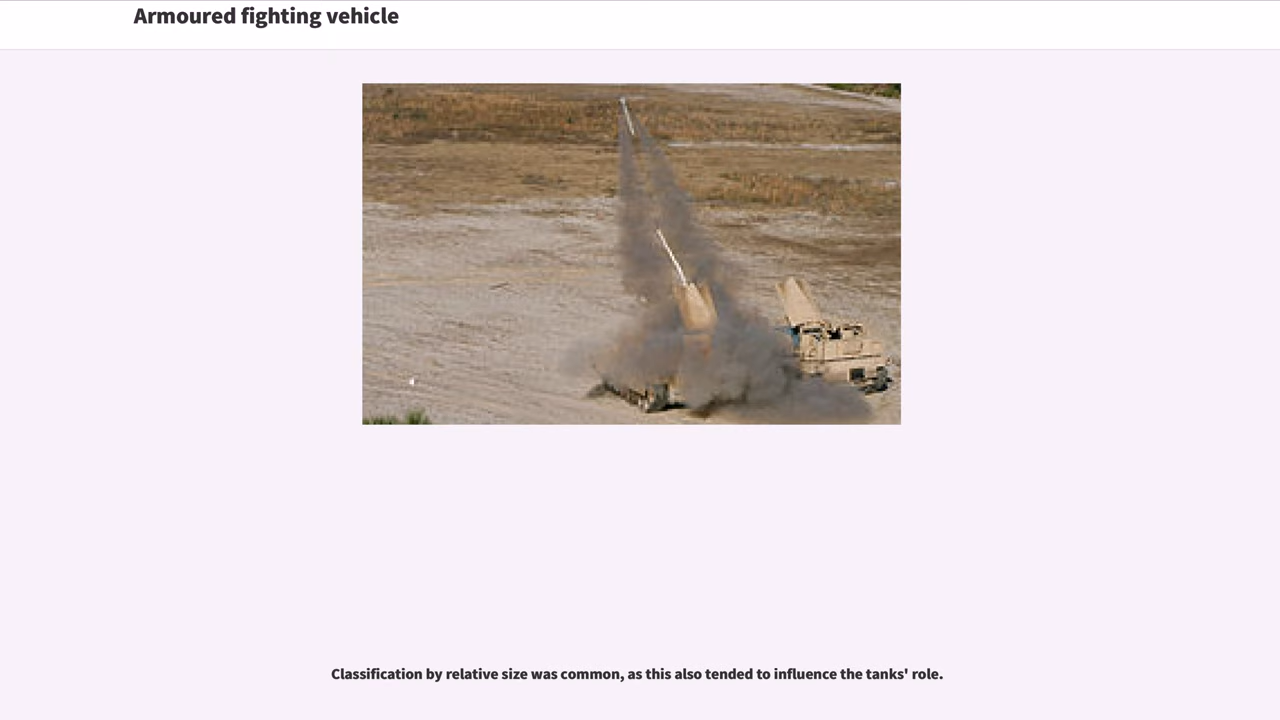 Armoured fighting vehicle
Classification by relative size was common, as this also tended to influence the tanks' role.